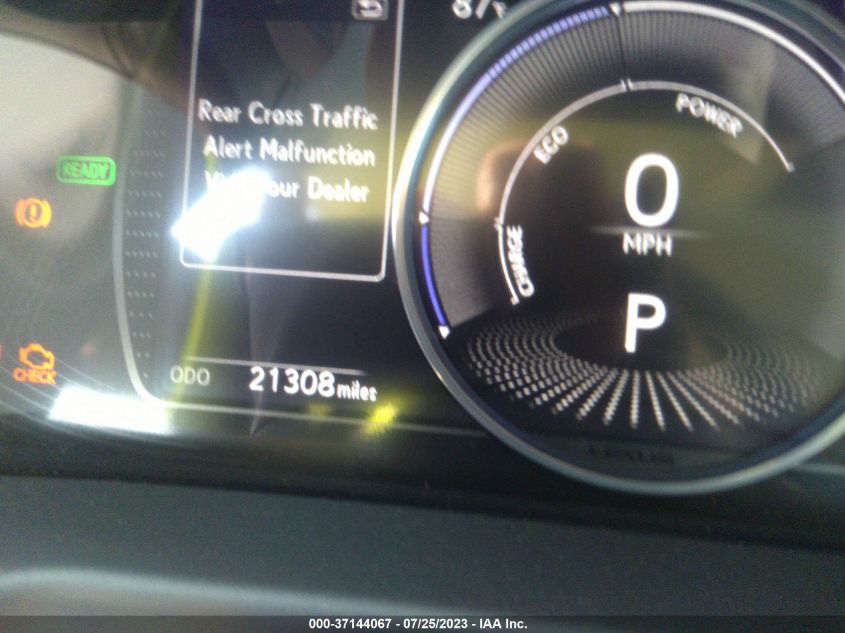 Rear Cross Traffic
Alert Malfunction
Dealer
READY
CHECK
ODO 21308 miles
CHARGE
ECO
POWER
0
MPH
P
LEXUS
000-37144067 - 07/25/2023 - IAA Inc.